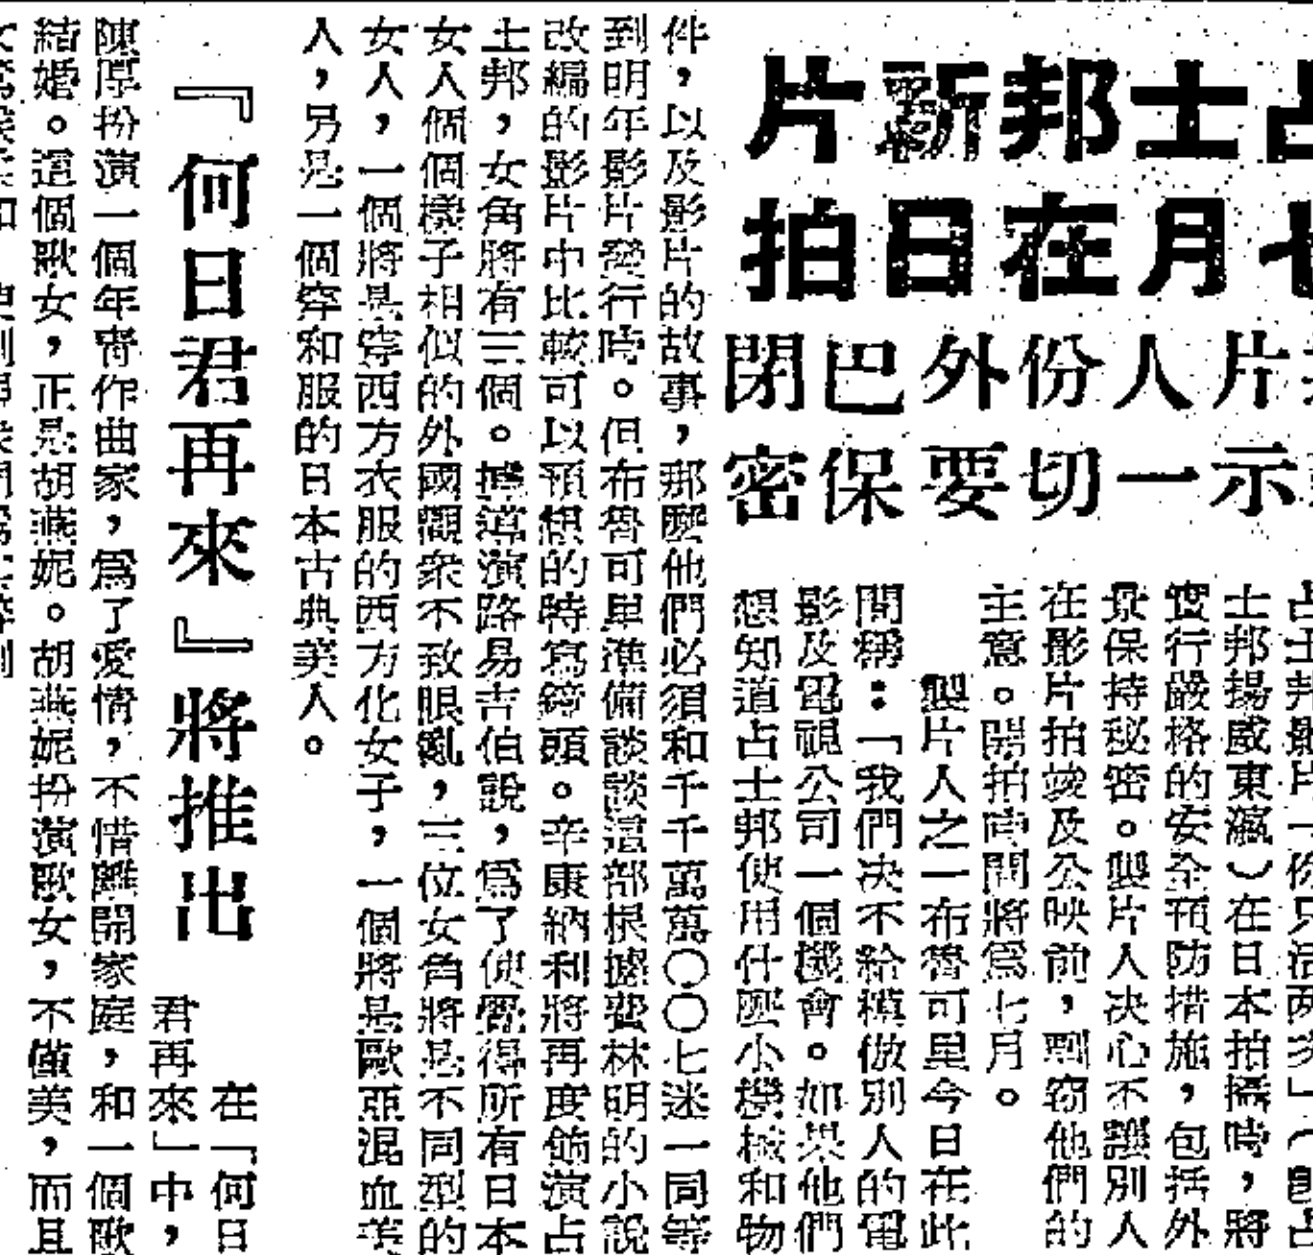 占士邦新片
七月在日拍
片人份外巴閉
示一切要保密
占士邦影片「你只活兩次」（即占
士邦揚威東瀛）在日本拍攝時，將
實行嚴格的安全預防措施，包括外
景保持秘密。製片人决心不讓別人
在影片拍竣及公映前，剽窃他們的
主意。開拍時間將爲七月。
製片人之一布魯可里今日在此
間稱：「我們决不給模倣別人的電
影及電視公司一個機會。如果他們
想知道占士邦使用什麼小機械和物
件，以及影片的故事，那麼他們必須和千千萬萬〇〇七迷一同等
到明年影片發行時。但布魯可里準備談談這部根據費林明的小說
改編的影片中比較可以預想的特寫鏡頭。辛康納利將再度飾演占
士邦，女角將有三個。據導演路易吉伯說，爲了使覺得所有日本
女人個個樣子相似的外國觀衆不致眼亂，三位女角將是不同型的
女人，一個將是穿西方衣服的西方化女子，一個將是歐亞混血美
人，另是一個穿和服的日本古典美人。
『何日君再來』將推出
在「何日
君再來」中，
陳厚扮演一個年青作曲家，爲了愛情，不惜離開家庭，和一個歌
結婚。這個歌女，正是胡燕妮。胡燕妮扮演歌女，不僅美，而且